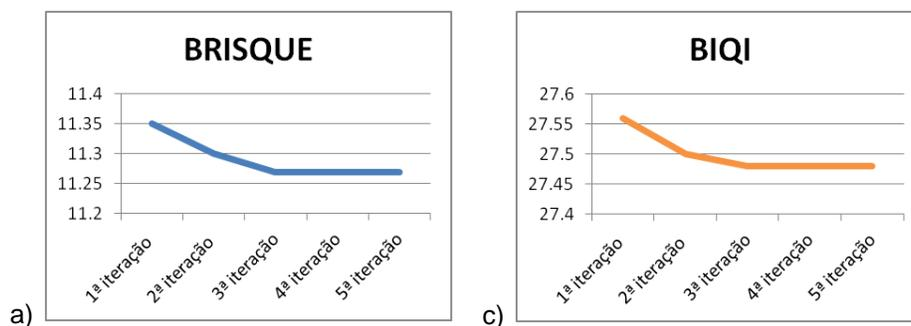 BRISQUE
11.4
11.35
11.3
11.25
11.2
1ª iteração
2ª iteração
3ª iteração
4ª iteração
5ª iteração
a)
BIQI
27.6
27.55
27.5
27.45
27.4
1ª iteração
2ª iteração
3ª iteração
4ª iteração
5ª iteração
c)